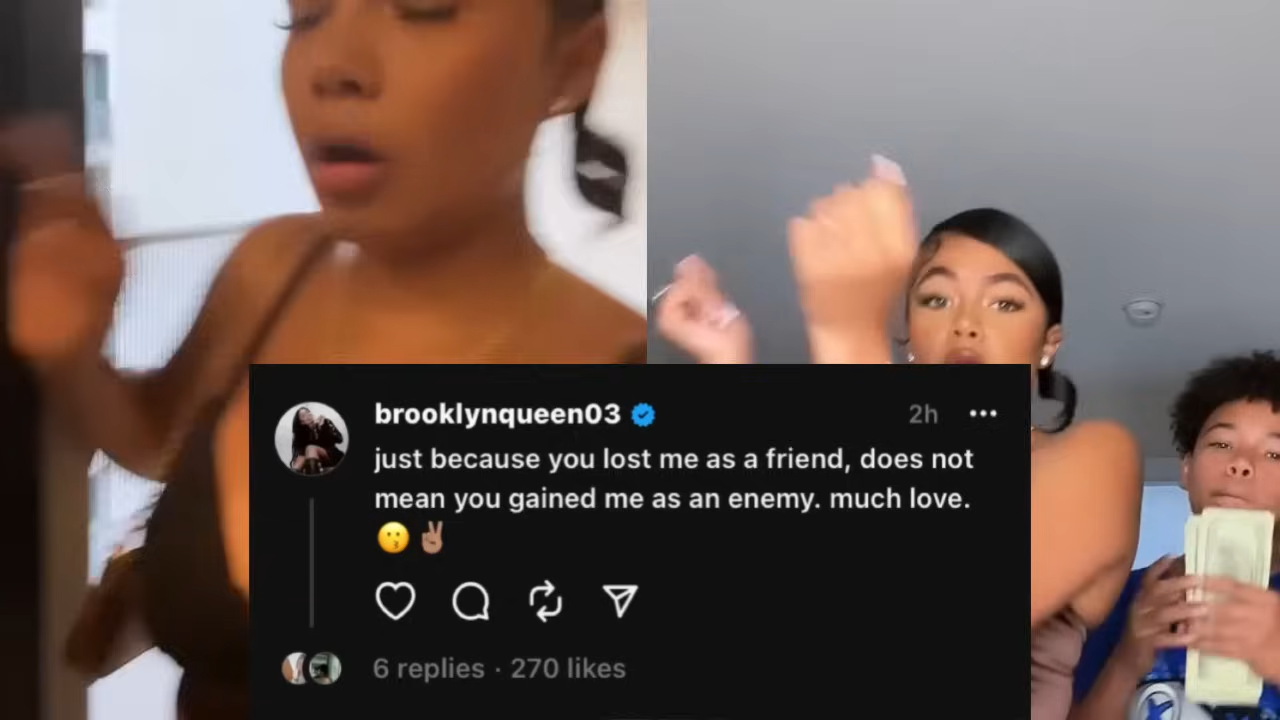 brooklynqueen03 2h
just because you lost me as a friend, does not
mean you gained me as an enemy. much love.
😗✌🏽
6 replies · 270 likes